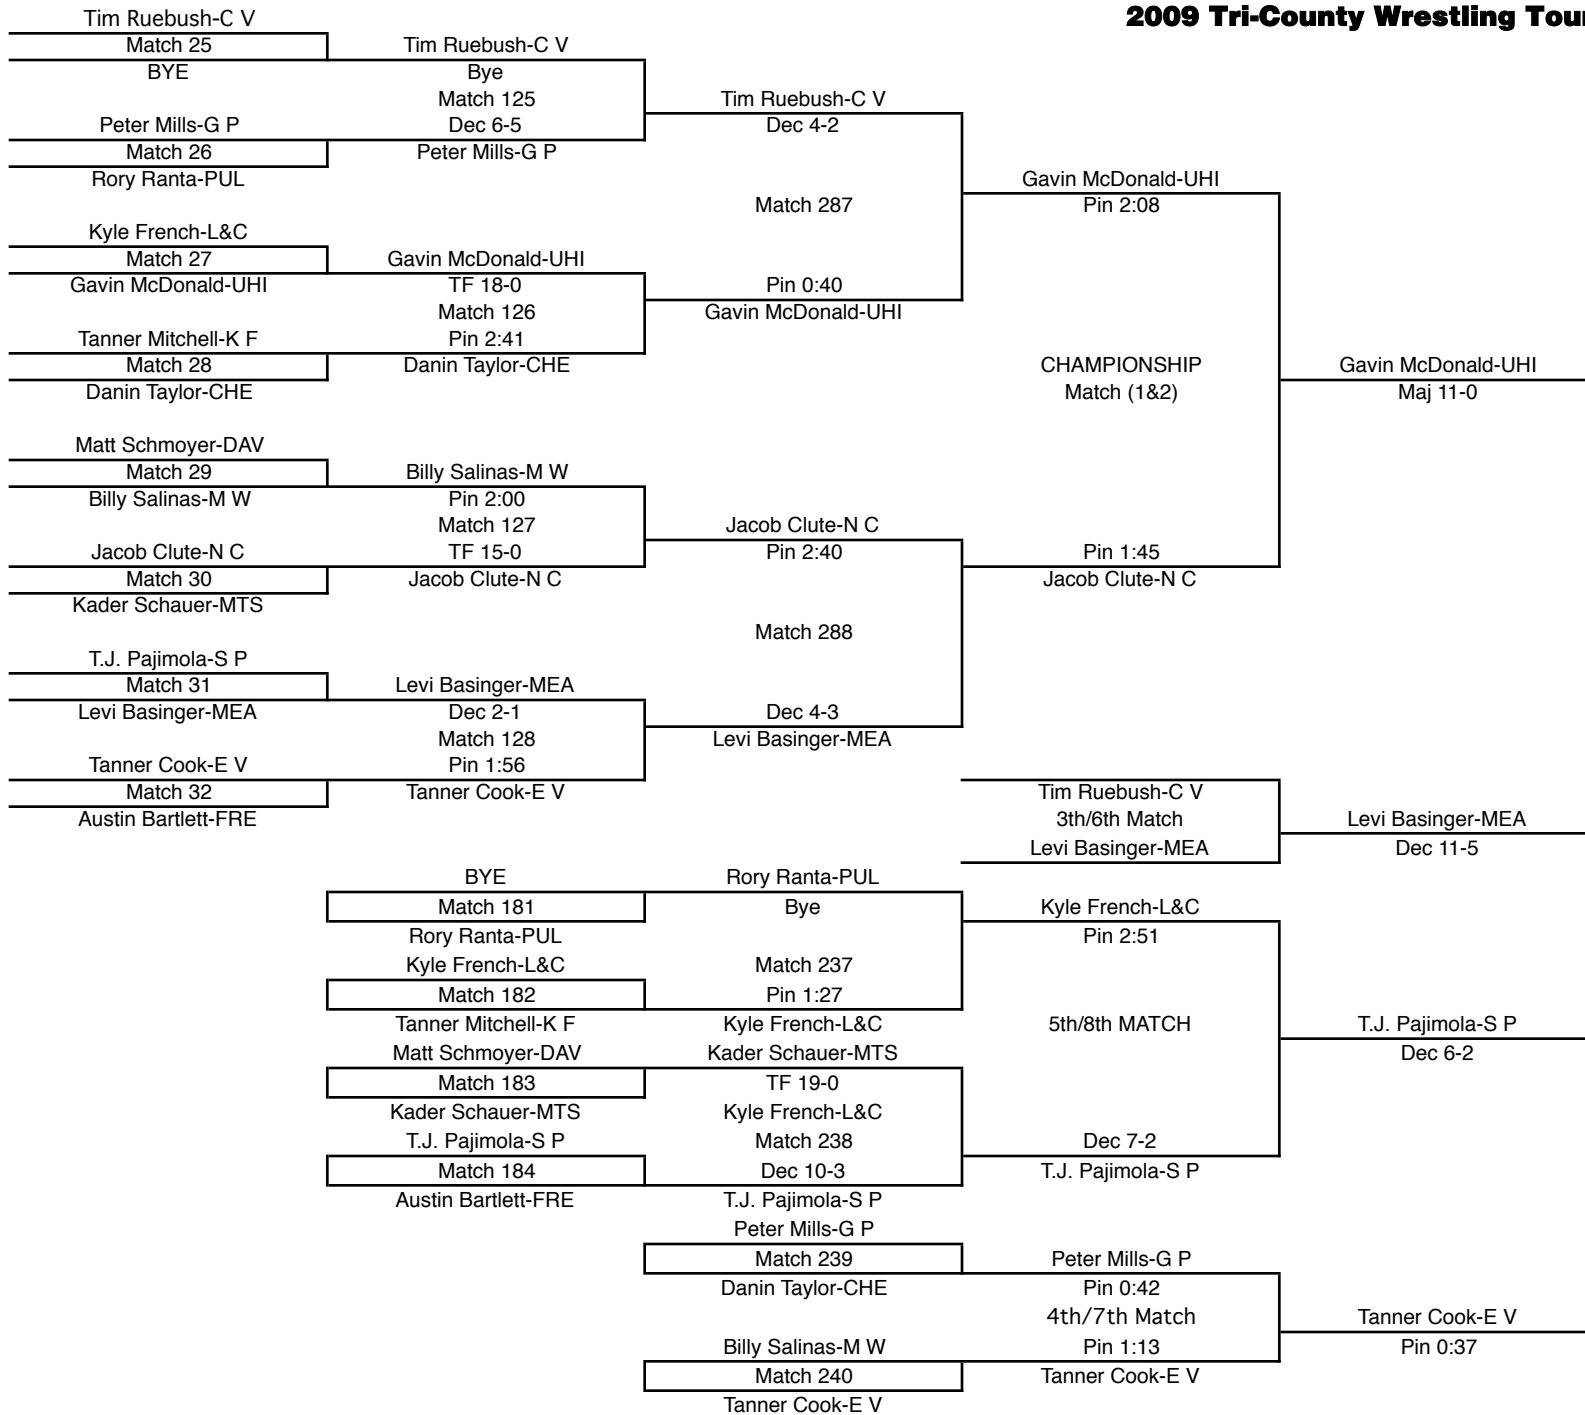 2009 Tri-County Wrestling Tour
Tim Ruebush-C V
Match 25
BYE
Peter Mills-G P
Match 26
Rory Ranta-PUL
Kyle French-L&C
Match 27
Gavin McDonald-UHI
Tanner Mitchell-K F
Match 28
Danin Taylor-CHE
Matt Schmoyer-DAV
Match 29
Billy Salinas-M W
Jacob Clute-N C
Match 30
Kader Schauer-MTS
T.J. Pajimola-S P
Match 31
Levi Basinger-MEA
Tanner Cook-E V
Match 32
Austin Bartlett-FRE
Tim Ruebush-C V
Bye
Match 125
Dec 6-5
Peter Mills-G P
Gavin McDonald-UHI
TF 18-0
Match 126
Pin 2:41
Danin Taylor-CHE
Billy Salinas-M W
Pin 2:00
Match 127
TF 15-0
Jacob Clute-N C
Levi Basinger-MEA
Dec 2-1
Match 128
Pin 1:56
Tanner Cook-E V
Tim Ruebush-C V
Dec 4-2
Match 287
Pin 0:40
Gavin McDonald-UHI
Jacob Clute-N C
Pin 2:40
Match 288
Dec 4-3
Levi Basinger-MEA
Gavin McDonald-UHI
Pin 2:08
CHAMPIONSHIP
Match (1&2)
Pin 1:45
Jacob Clute-N C
Gavin McDonald-UHI
Maj 11-0
Tim Ruebush-C V
3th/6th Match
Levi Basinger-MEA
Levi Basinger-MEA
Dec 11-5
BYE
Match 181
Rory Ranta-PUL
Kyle French-L&C
Match 182
Tanner Mitchell-K F
Matt Schmoyer-DAV
Match 183
Kader Schauer-MTS
T.J. Pajimola-S P
Match 184
Austin Bartlett-FRE
Rory Ranta-PUL
Bye
Match 237
Pin 1:27
Kyle French-L&C
Kader Schauer-MTS
TF 19-0
Kyle French-L&C
Match 238
Dec 10-3
T.J. Pajimola-S P
Kyle French-L&C
Pin 2:51
5th/8th MATCH
Dec 7-2
T.J. Pajimola-S P
T.J. Pajimola-S P
Dec 6-2
Peter Mills-G P
Match 239
Danin Taylor-CHE
Billy Salinas-M W
Match 240
Tanner Cook-E V
Peter Mills-G P
Pin 0:42
4th/7th Match
Pin 1:13
Tanner Cook-E V
Tanner Cook-E V
Pin 0:37